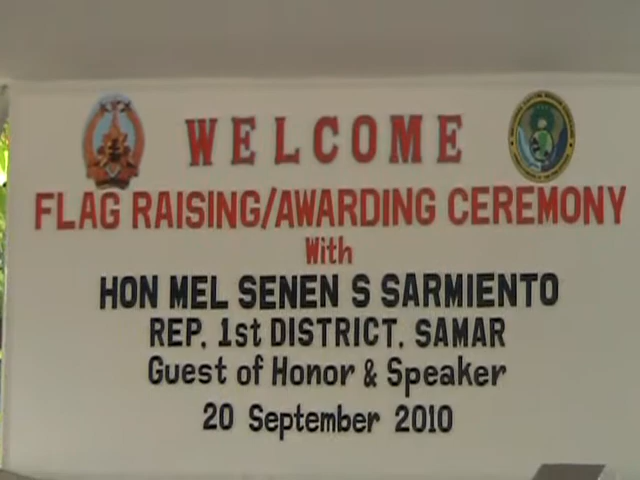 WELCOME
FLAG RAISING/AWARDING CEREMONY
With
HON MEL SENEN S SARMIENTO
REP. 1st DISTRICT. SAMAR
Guest of Honor & Speaker
20 September 2010